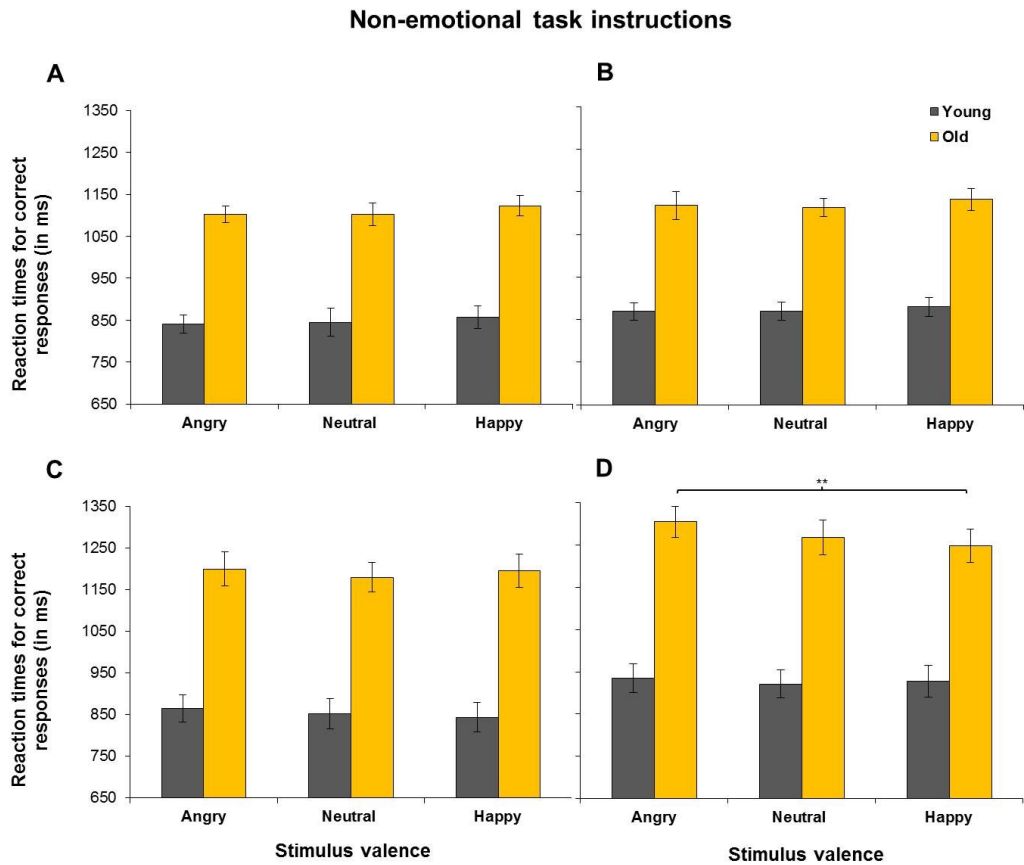 Non-emotional task instructions
A
B
Reaction times for correct
responses (in ms)
1350
1250
1150
1050
950
850
750
650
Angry
Neutral
Happy
Young
Old
Angry
Neutral
Happy
C
D
Reaction times for correct
responses (in ms)
1350
1250
1150
1050
950
850
750
650
Angry
Neutral
Happy
Stimulus valence
**
Angry
Neutral
Happy
Stimulus valence